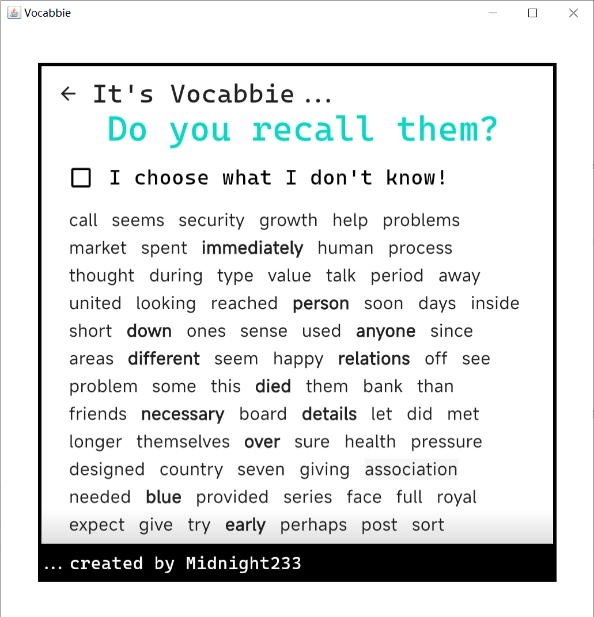 Vocabbie
← It's Vocabbie ...
Do you recall them?
I choose what I don't know!
call seems security growth help problems
market spent immediately human process
thought during type value talk period away
united looking reached person soon days inside
short down ones sense used anyone since
areas different seem happy relations off see
problem some this died them bank than
friends necessary board details let did met
longer themselves over sure health pressure
designed country seven giving association
needed blue provided series face full royal
expect give try early perhaps post sort
... created by Midnight233